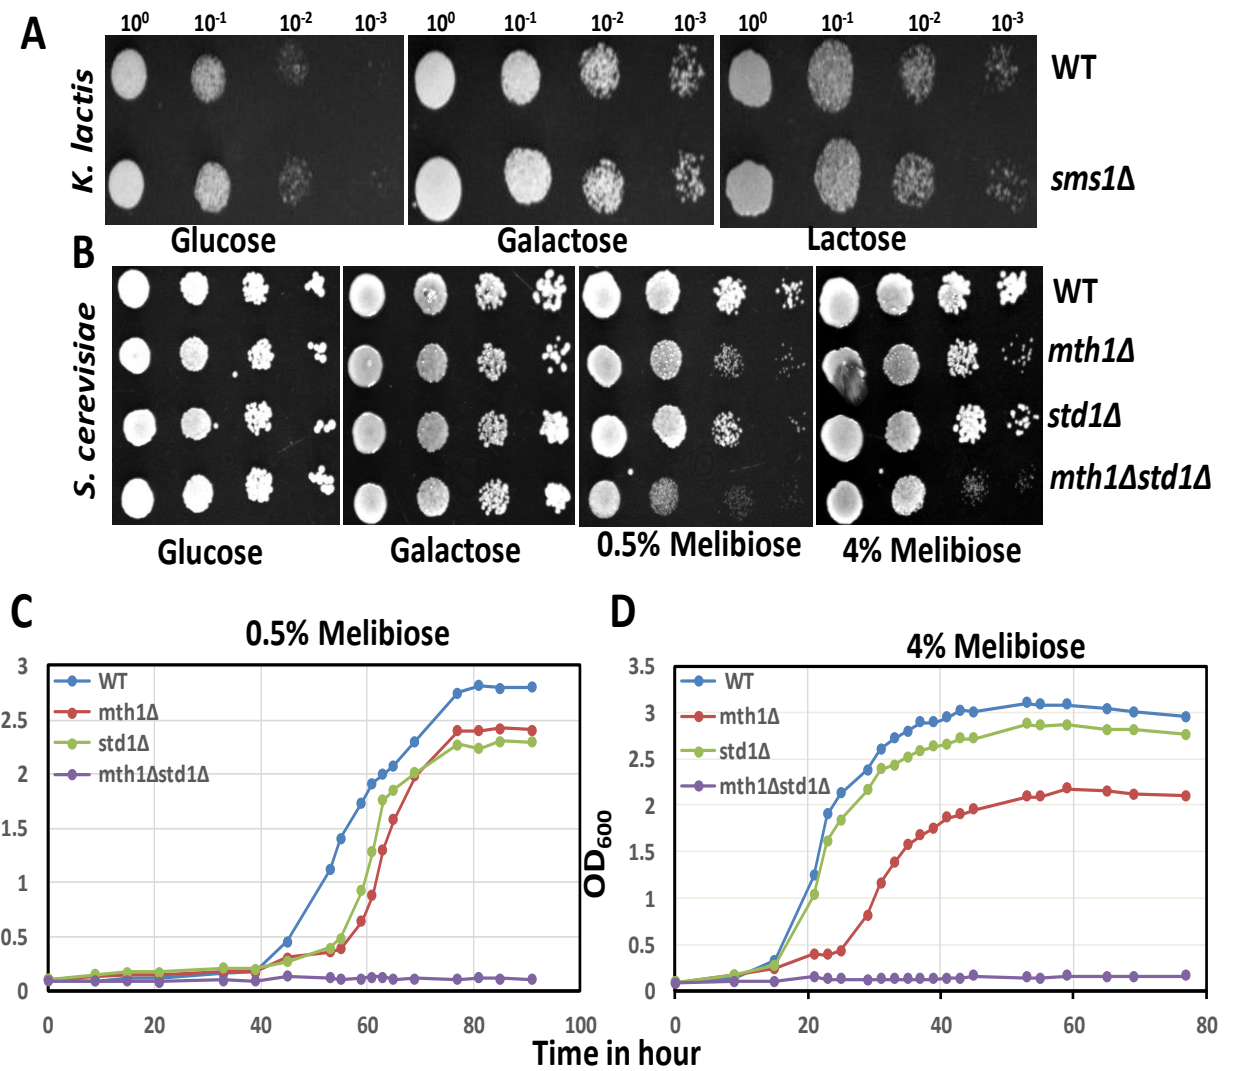 A
10⁰ 10⁻¹ 10⁻² 10⁻³ 10⁰ 10⁻¹ 10⁻² 10⁻³ 10⁰ 10⁻¹ 10⁻² 10⁻³
K. lactis
WT
sms1Δ
Glucose Galactose Lactose
B
S. cerevisiae
WT
mth1Δ
std1Δ
mth1Δstd1Δ
Glucose Galactose 0.5% Melibiose 4% Melibiose
C
0.5% Melibiose
3
2.5
2
1.5
1
0.5
0
WT
mth1Δ
std1Δ
mth1Δstd1Δ
0 20 40 60 80 100
D
4% Melibiose
OD₆₀₀
3.5
3
2.5
2
1.5
1
0.5
0
WT
mth1Δ
std1Δ
mth1Δstd1Δ
0 20 40 60 80
Time in hour